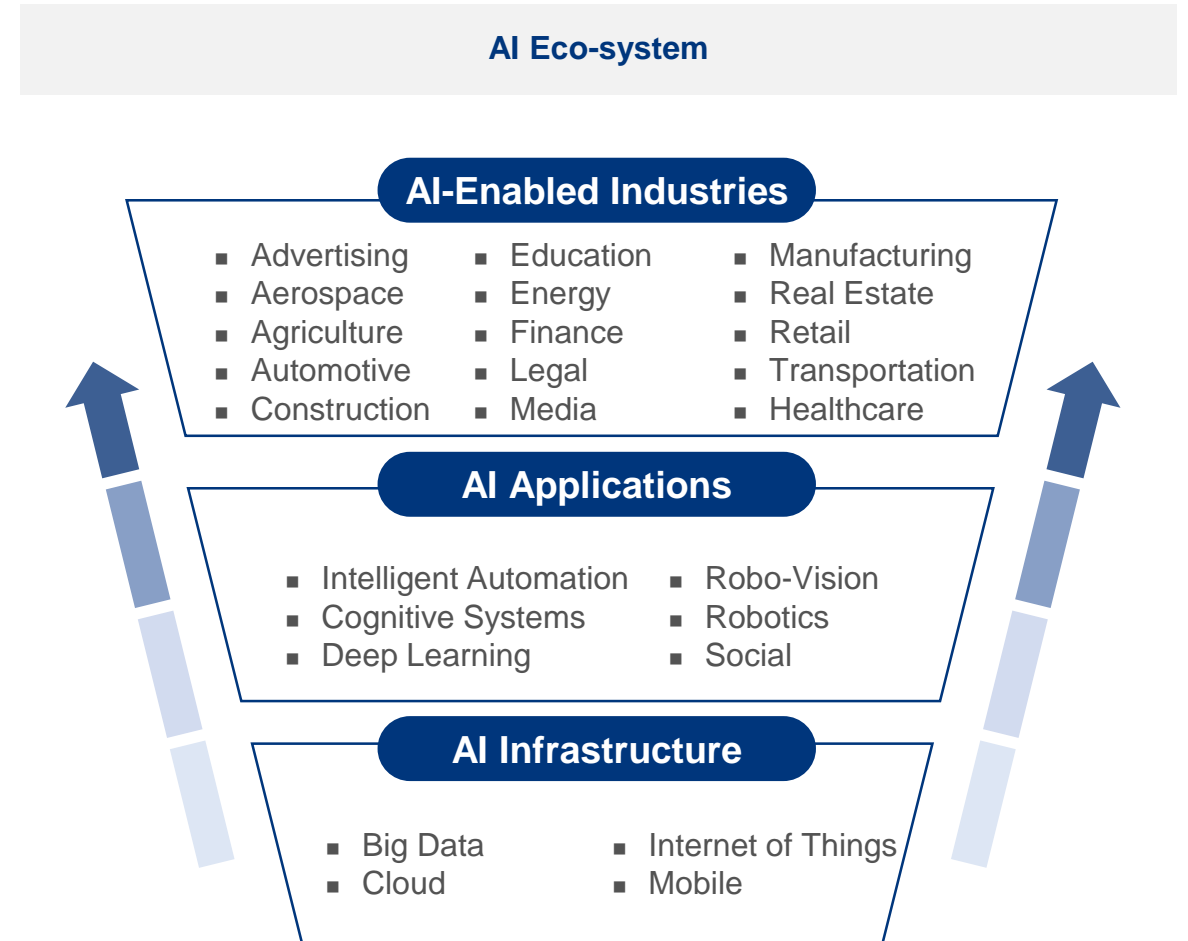 AI Eco-system
AI-Enabled Industries
Advertising
Aerospace
Agriculture
Automotive
Construction
Education
Energy
Finance
Legal
Media
Manufacturing
Real Estate
Retail
Transportation
Healthcare
AI Applications
Intelligent Automation
Cognitive Systems
Deep Learning
Robo-Vision
Robotics
Social
AI Infrastructure
Big Data
Cloud
Internet of Things
Mobile